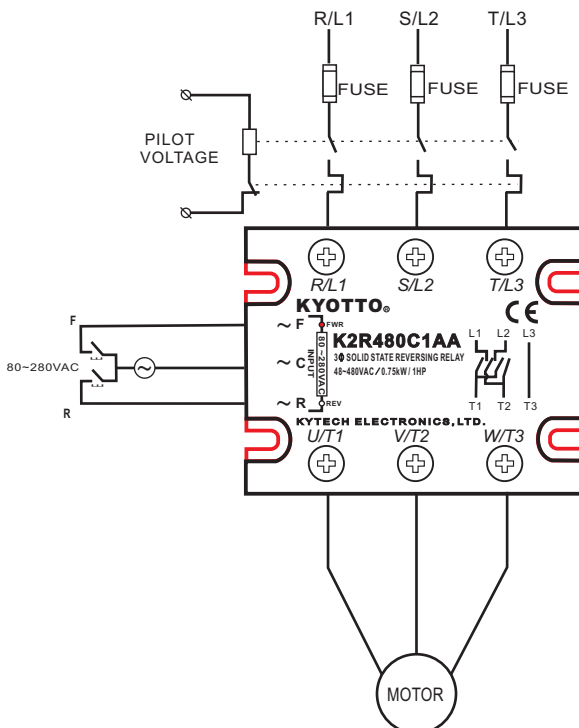 R/L1 S/L2 T/L3
FUSE FUSE FUSE
PILOT
VOLTAGE
R/L1 S/L2 T/L3
KYOTTO®
CE
F
~ F FWR
K2R480C1AA
3Φ SOLID STATE REVERSING RELAY
48~480VAC / 0.75kW / 1HP
80~280VAC
~ C
80~280VAC
INPUT
L1 L2 L3
T1 T2 T3
R
~ R REV
KYTECH ELECTRONICS, LTD.
U/T1 V/T2 W/T3
MOTOR